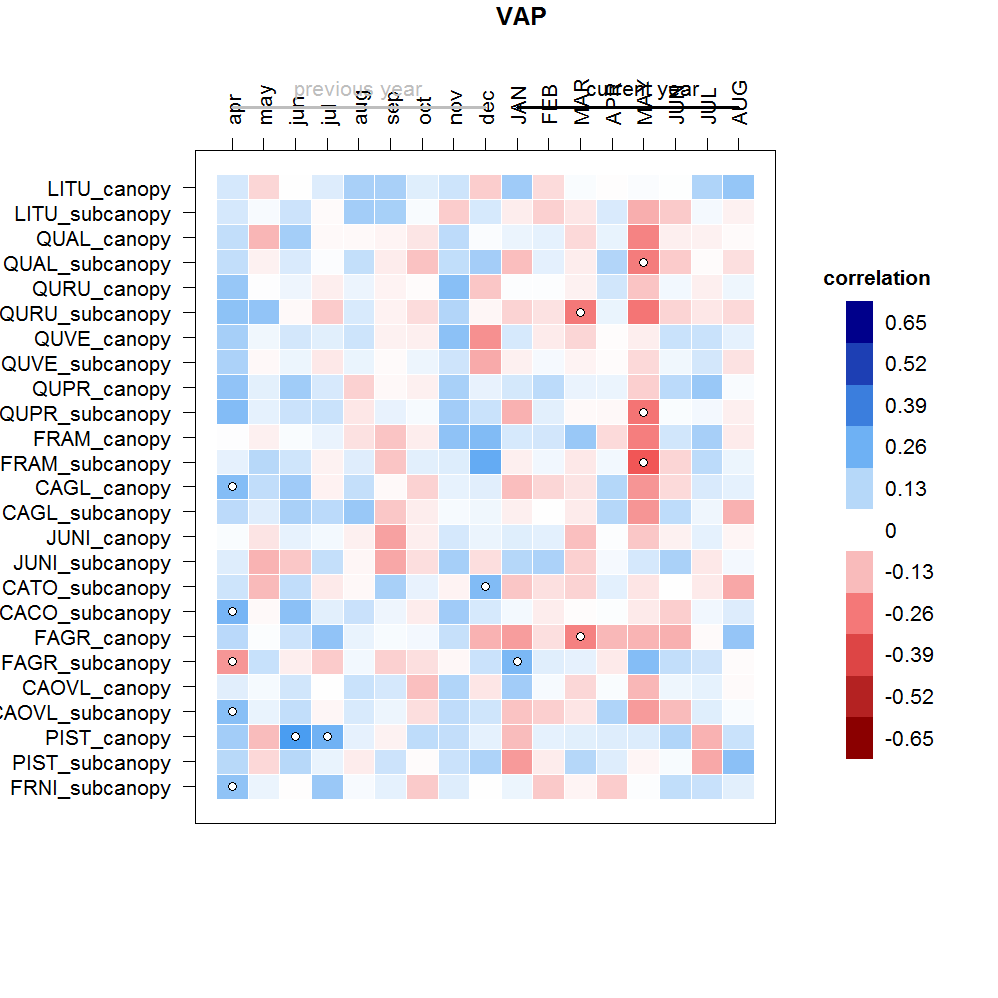 VAP
previous year
current year
apr
may
jun
jul
aug
sep
oct
nov
dec
JAN
FEB
MAR
APR
MAY
JUN
JUL
AUG
LITU_canopy
LITU_subcanopy
QUAL_canopy
QUAL_subcanopy
QURU_canopy
QURU_subcanopy
QUVE_canopy
QUVE_subcanopy
QUPR_canopy
QUPR_subcanopy
FRAM_canopy
FRAM_subcanopy
CAGL_canopy
CAGL_subcanopy
JUNI_canopy
JUNI_subcanopy
CATO_subcanopy
CACO_subcanopy
FAGR_canopy
FAGR_subcanopy
CAOVL_canopy
CAOVL_subcanopy
PIST_canopy
PIST_subcanopy
FRNI_subcanopy
correlation
0.65
0.52
0.39
0.26
0.13
0
-0.13
-0.26
-0.39
-0.52
-0.65